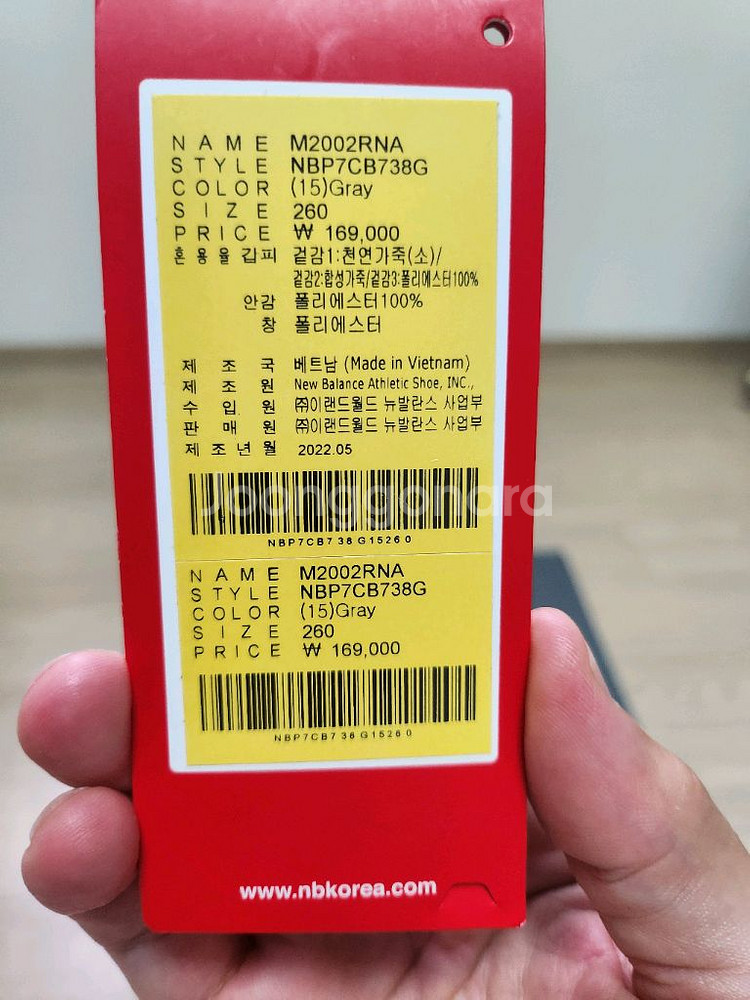 NAME M2002RNA
STYLE NBP7CB738G
COLOR (15)Gray
SIZE 260
PRICE ₩ 169,000
혼용율 겉피 겉감1:천연가죽(소)/
겉감2:합성가죽/겉감3:폴리에스터100%
안감 폴리에스터100%
창 폴리에스터
제조국 베트남 (Made in Vietnam)
제조원 New Balance Athletic Shoe, INC.,
수입원 ㈜이랜드월드 뉴발란스 사업부
판매원 ㈜이랜드월드 뉴발란스 사업부
제조년월 2022.05
Joonggonara
NBP7CB738G15260
NAME M2002RNA
STYLE NBP7CB738G
COLOR (15)Gray
SIZE 260
PRICE ₩ 169,000
NBP7CB738G15260
www.nbkorea.com